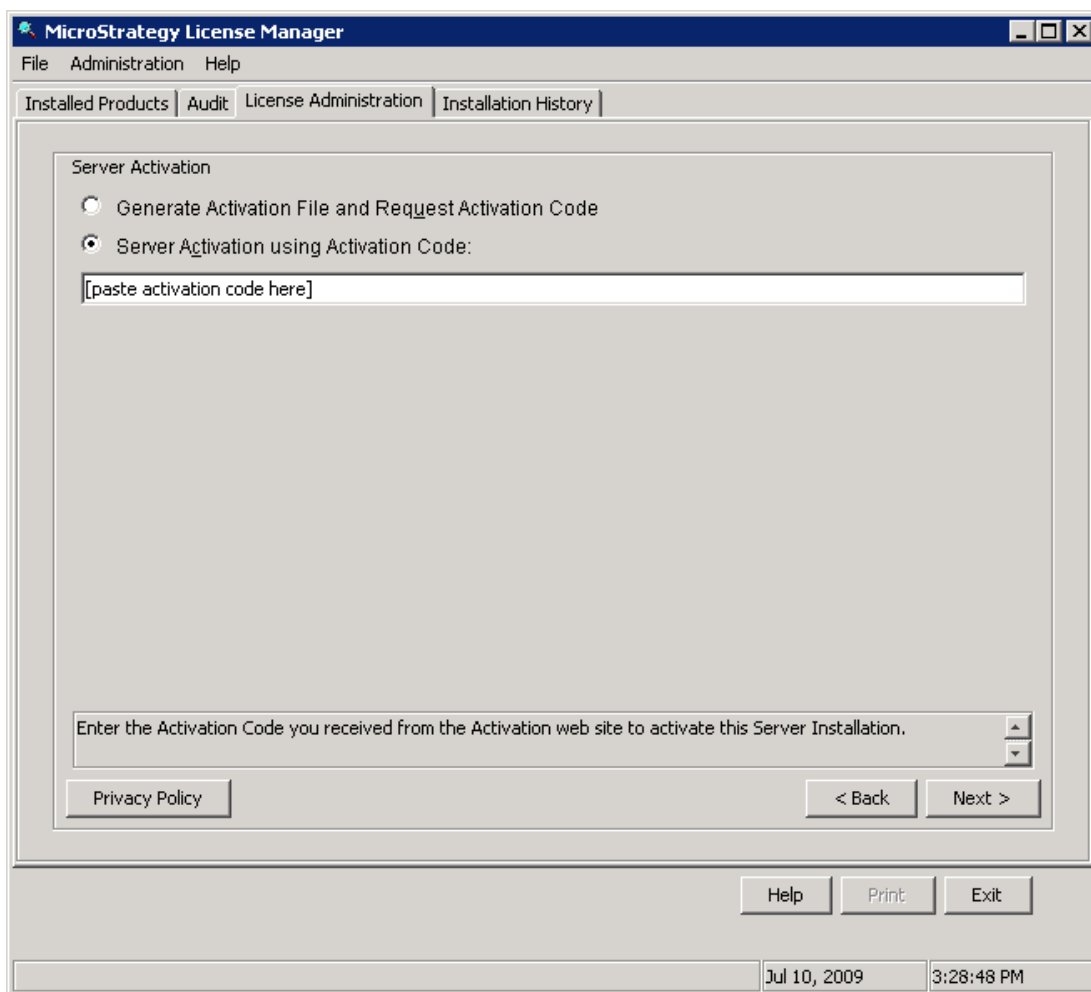 MicroStrategy License Manager
File Administration Help
Installed Products Audit License Administration Installation History
Server Activation
Generate Activation File and Request Activation Code
Server Activation using Activation Code:
[paste activation code here]
Enter the Activation Code you received from the Activation web site to activate this Server Installation.
Privacy Policy < Back Next >
Help Print Exit
Jul 10, 2009 3:28:48 PM